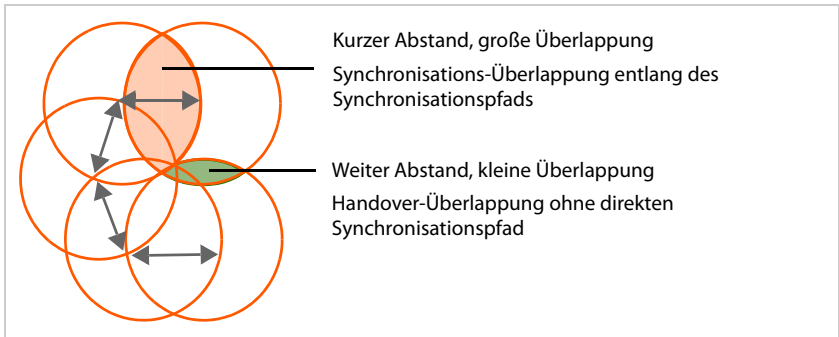 Kurzer Abstand, große Überlappung
Synchronisations-Überlappung entlang des
Synchronisationspfads
Weiter Abstand, kleine Überlappung
Handover-Überlappung ohne direkten
Synchronisationspfad